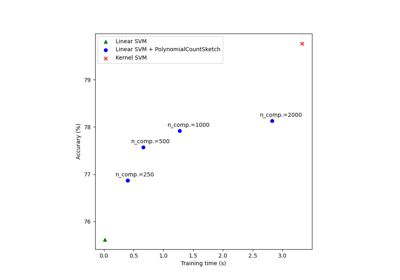 Linear SVM
Linear SVM + PolynomialCountSketch
Kernel SVM
79
n_comp.=2000
78
n_comp.=1000
n_comp.=500
77
n_comp.=250
76
Accurary (%)
0.0 0.5 1.0 1.5 2.0 2.5 3.0
Training time (s)